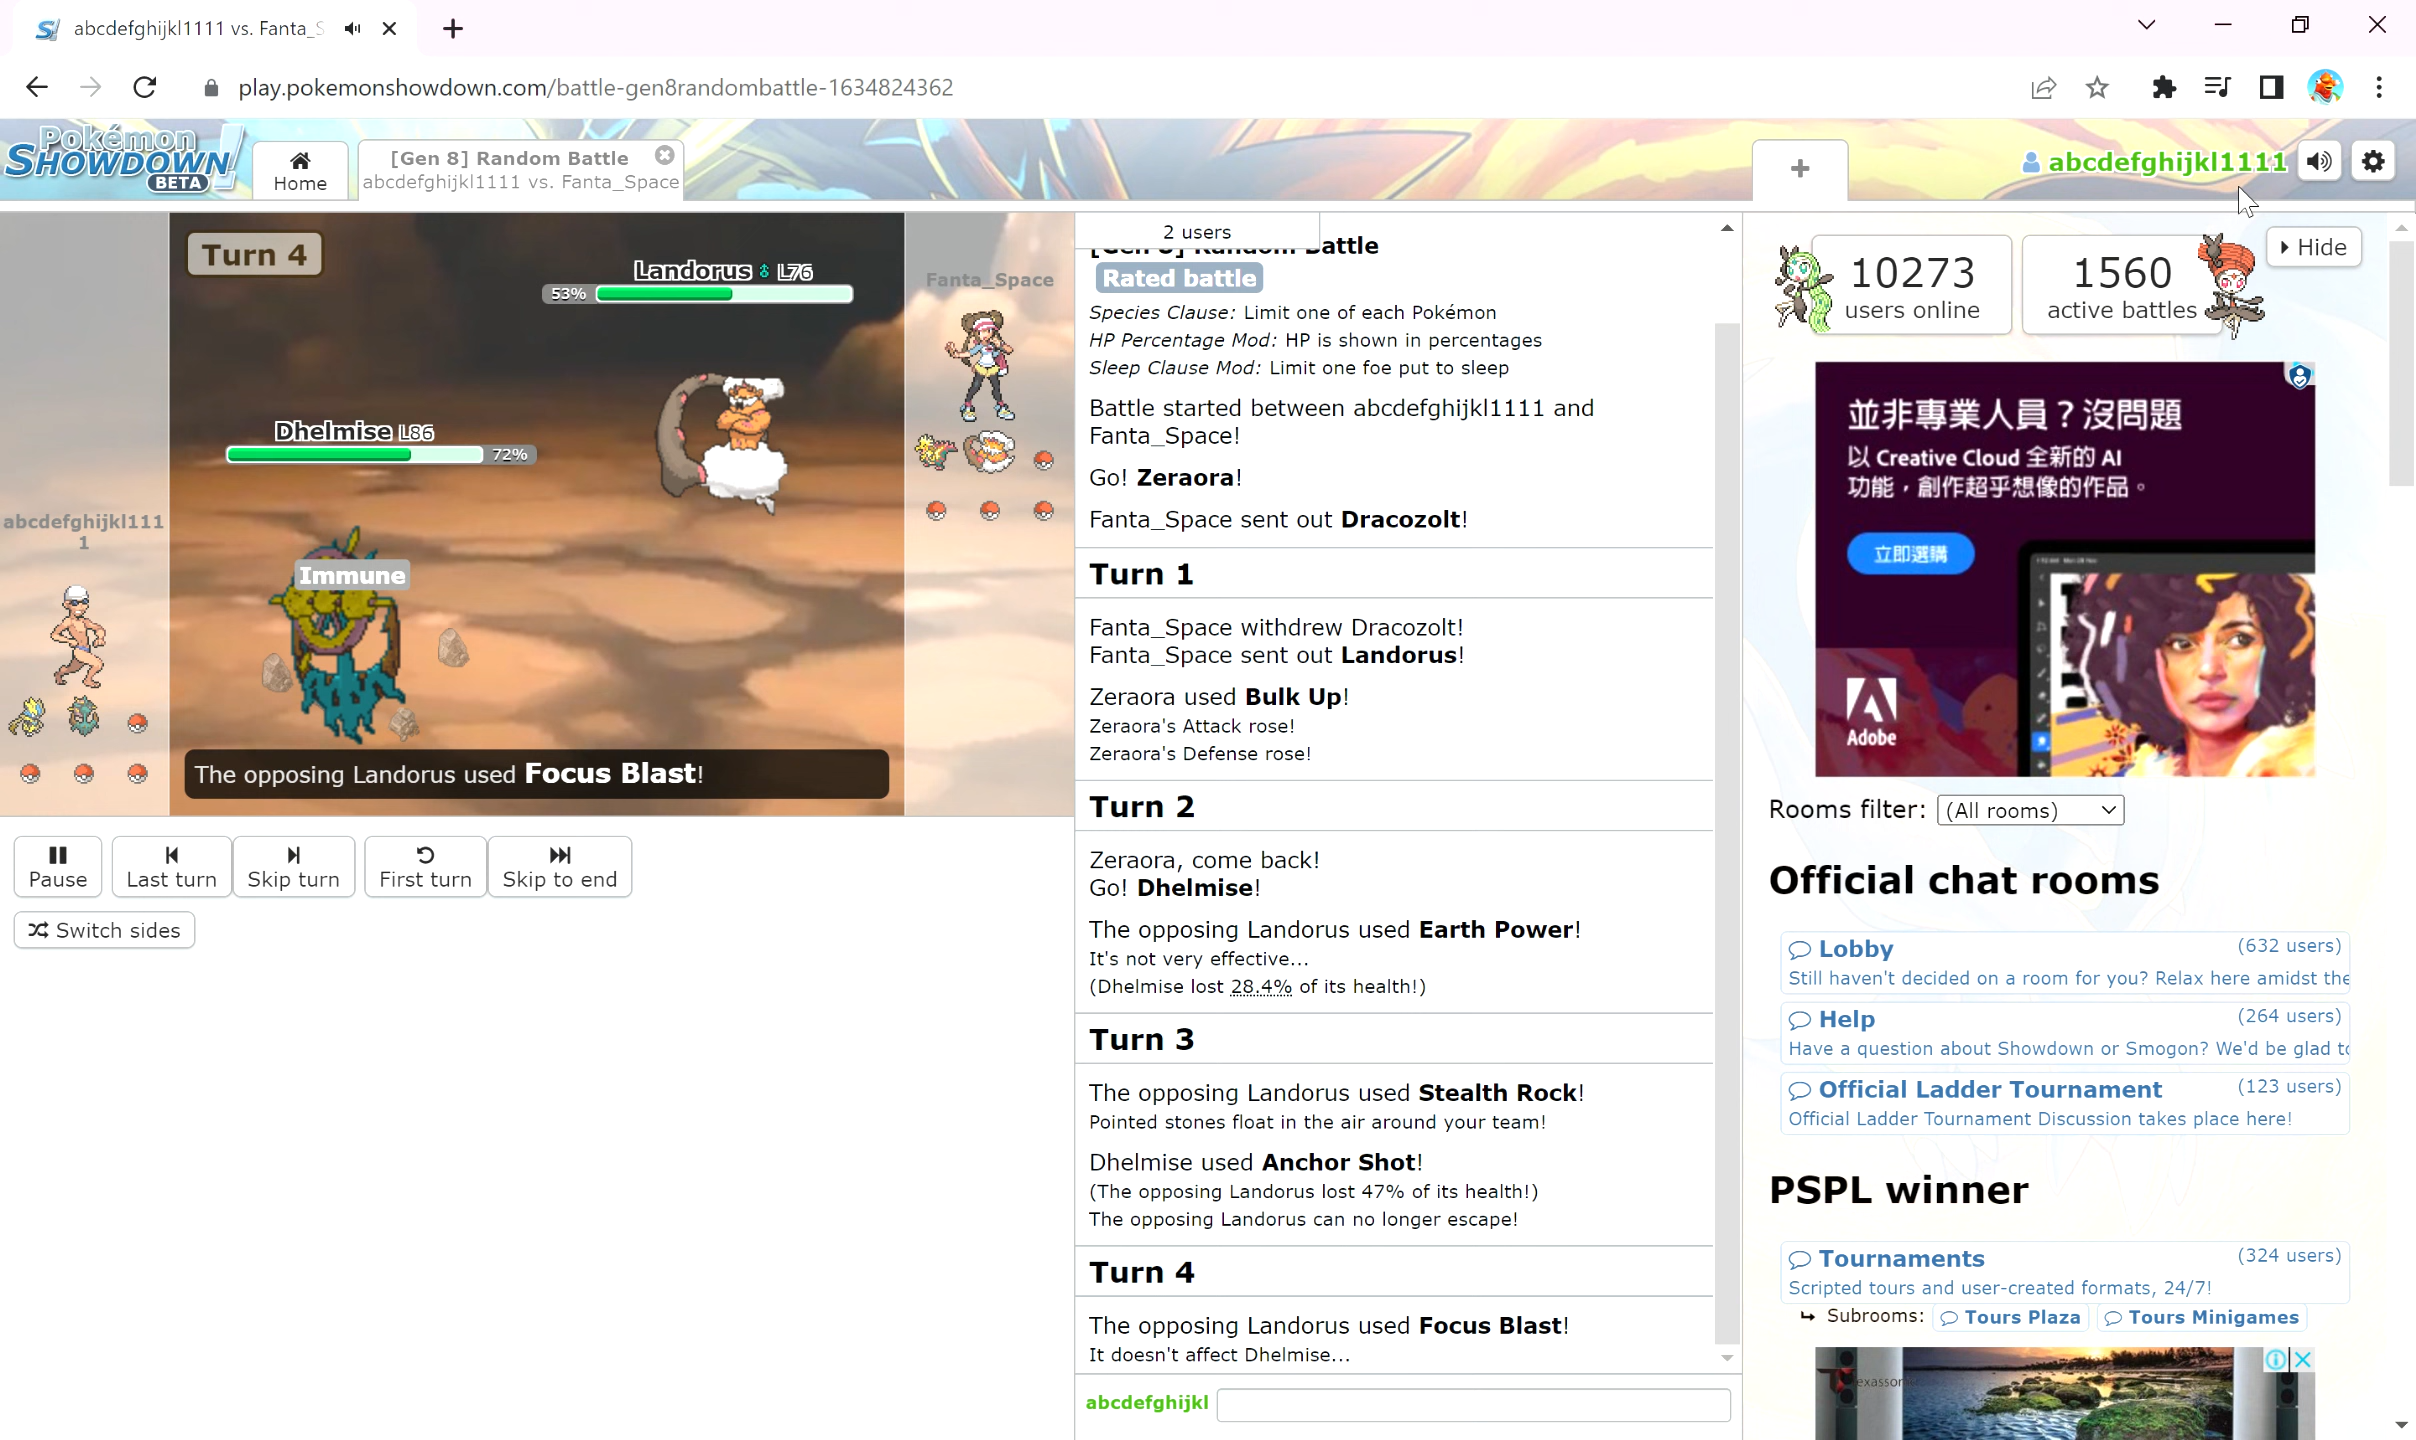 abcdefghijkl1111 vs. Fanta_S
play.pokemonshowdown.com/battle-gen8randombattle-1634824362
Pokémon
SHOWDOWN!
BETA
Home
[Gen 8] Random Battle
abcdefghijkl1111 vs. Fanta_Space
+
abcdefghijkl1111
Turn 4
Landorus L76
53%
Dhelmise L86
72%
Immune
The opposing Landorus used Focus Blast!
abcdefghijkl111
1
Fanta_Space
Pause
Last turn
Skip turn
First turn
Skip to end
Switch sides
2 users
[Gen 8] Random Battle
Rated battle
Species Clause: Limit one of each Pokémon
HP Percentage Mod: HP is shown in percentages
Sleep Clause Mod: Limit one foe put to sleep
Battle started between abcdefghijkl1111 and
Fanta_Space!
Go! Zeraora!
Fanta_Space sent out Dracozolt!
Turn 1
Fanta_Space withdrew Dracozolt!
Fanta_Space sent out Landorus!
Zeraora used Bulk Up!
Zeraora's Attack rose!
Zeraora's Defense rose!
Turn 2
Zeraora, come back!
Go! Dhelmise!
The opposing Landorus used Earth Power!
It's not very effective...
(Dhelmise lost 28.4% of its health!)
Turn 3
The opposing Landorus used Stealth Rock!
Pointed stones float in the air around your team!
Dhelmise used Anchor Shot!
(The opposing Landorus lost 47% of its health!)
The opposing Landorus can no longer escape!
Turn 4
The opposing Landorus used Focus Blast!
It doesn't affect Dhelmise...
abcdefghijkl
10273
users online
1560
active battles
Hide
並非專業人員？沒問題
以 Creative Cloud 全新的 AI
功能，創作超乎想像的作品。
立即選購
Adobe
Rooms filter: (All rooms)
Official chat rooms
Lobby (632 users)
Still haven't decided on a room for you? Relax here amidst the
Help (264 users)
Have a question about Showdown or Smogon? We'd be glad to
Official Ladder Tournament (123 users)
Official Ladder Tournament Discussion takes place here!
PSPL winner
Tournaments (324 users)
Scripted tours and user-created formats, 24/7!
Subrooms: Tours Plaza Tours Minigames